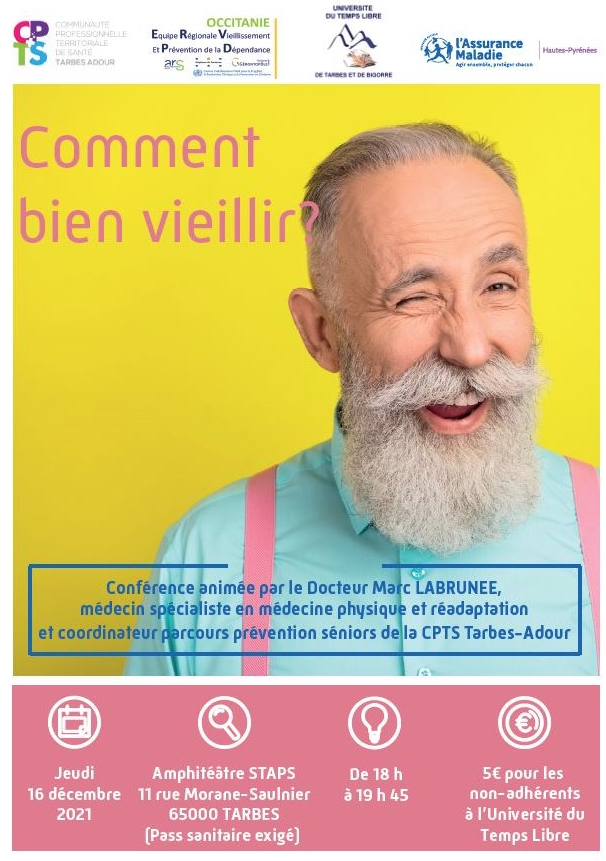 CPTS
COMMUNAUTÉ
PROFESSIONNELLE
TERRITORIALE
DE SANTÉ
TARBES ADOUR
OCCITANIE
Equipe Régionale Vieillissement
Et Prévention de la Dépendance
ars
Gérontopôle
UNIVERSITE
DU TEMPS LIBRE
DE TARBES ET DE BIGORRE
l'Assurance
Maladie
Agir ensemble, protéger chacun
Hautes-Pyrénées
Comment
bien vieillir?
Conférence animée par le Docteur Marc LABRUNEE,
médecin spécialiste en médecine physique et réadaptation
et coordinateur parcours prévention séniors de la CPTS Tarbes-Adour
Jeudi
16 décembre
2021
Amphitéâtre STAPS
11 rue Morane-Saulnier
65000 TARBES
(Pass sanitaire exigé)
De 18 h
à 19 h 45
5€ pour les
non-adhérents
à l'Université du
Temps Libre